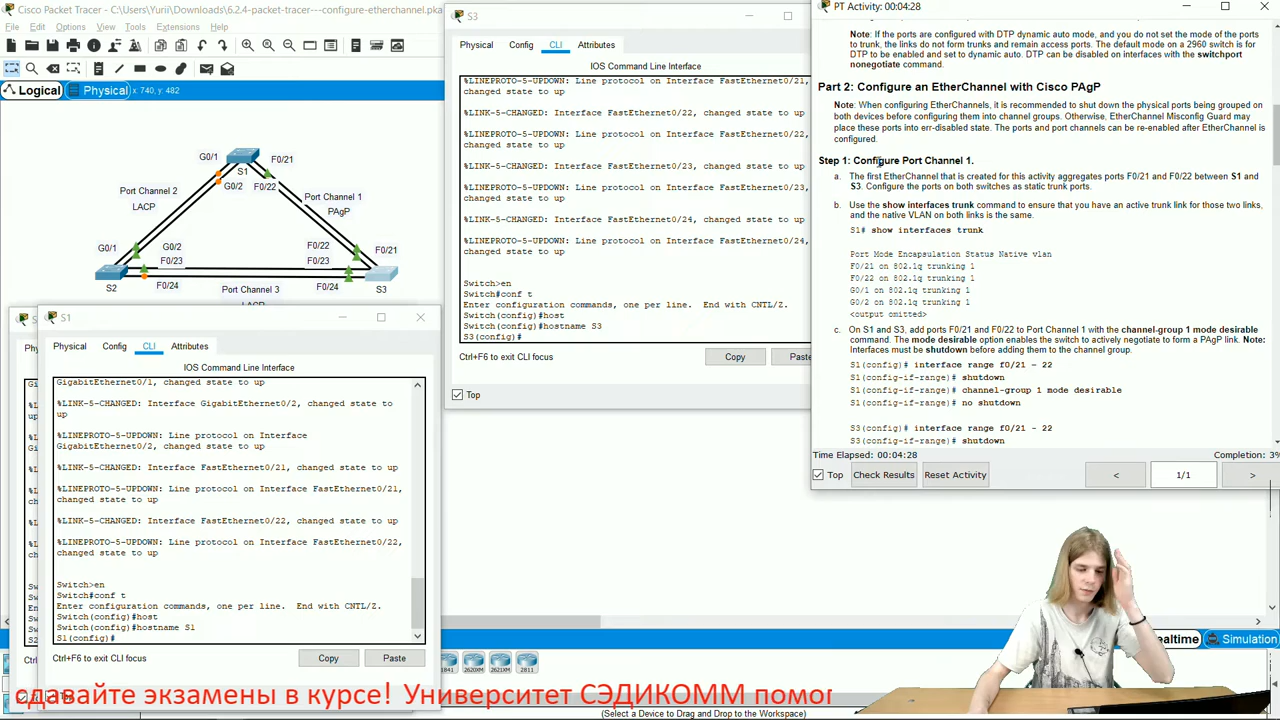 Cisco Packet Tracer - C:\Users\Yurii\Downloads\6.2.4-packet-tracer---configure-etherchannel.pka
File Edit Options View Tools Extensions Help
Logical Physical x: 740, y: 482
G0/1
F0/21
S1
G0/2
F0/22
Port Channel 2
LACP
Port Channel 1
PAgP
G0/1
G0/2
F0/22
F0/21
F0/23
F0/23
S2
F0/24
Port Channel 3
F0/24
S3
LACP
S3
Physical Config CLI Attributes
IOS Command Line Interface
%LINEPROTO-5-UPDOWN: Line protocol on Interface FastEthernet0/21,
changed state to up
%LINK-5-CHANGED: Interface FastEthernet0/22, changed state to up
%LINEPROTO-5-UPDOWN: Line protocol on Interface FastEthernet0/22,
changed state to up
%LINK-5-CHANGED: Interface FastEthernet0/23, changed state to up
%LINEPROTO-5-UPDOWN: Line protocol on Interface FastEthernet0/23,
changed state to up
%LINK-5-CHANGED: Interface FastEthernet0/24, changed state to up
%LINEPROTO-5-UPDOWN: Line protocol on Interface FastEthernet0/24,
changed state to up
Switch>en
Switch#conf t
Enter configuration commands, one per line. End with CNTL/Z.
Switch(config)#host
Switch(config)#hostname S3
S3(config)#
Ctrl+F6 to exit CLI focus
Copy
Paste
Top
S1
Physical Config CLI Attributes
IOS Command Line Interface
GigabitEthernet0/1, changed state to up
%LINK-5-CHANGED: Interface GigabitEthernet0/2, changed state to
up
%LINEPROTO-5-UPDOWN: Line protocol on Interface
GigabitEthernet0/2, changed state to up
%LINK-5-CHANGED: Interface FastEthernet0/21, changed state to up
%LINEPROTO-5-UPDOWN: Line protocol on Interface FastEthernet0/21,
changed state to up
%LINK-5-CHANGED: Interface FastEthernet0/22, changed state to up
%LINEPROTO-5-UPDOWN: Line protocol on Interface FastEthernet0/22,
changed state to up
Switch>en
Switch#conf t
Enter configuration commands, one per line. End with CNTL/Z.
Switch(config)#host
Switch(config)#hostname S1
S1(config)#
Ctrl+F6 to exit CLI focus
Copy
Paste
PT Activity: 00:04:28
Note: If the ports are configured with DTP dynamic auto mode, and you do not set the mode of the ports
to trunk, the links do not form trunks and remain access ports. The default mode on a 2960 switch is for
DTP to be enabled and set to dynamic auto. DTP can be disabled on interfaces with the switchport
nonegotiate command.
Part 2: Configure an EtherChannel with Cisco PAgP
Note: When configuring EtherChannels, it is recommended to shut down the physical ports being grouped on
both devices before configuring them into channel groups. Otherwise, EtherChannel Misconfig Guard may
place these ports into err-disabled state. The ports and port channels can be re-enabled after EtherChannel is
configured.
Step 1: Configure Port Channel 1.
a. The first EtherChannel that is created for this activity aggregates ports F0/21 and F0/22 between S1 and
S3. Configure the ports on both switches as static trunk ports.
b. Use the show interfaces trunk command to ensure that you have an active trunk link for those two links,
and the native VLAN on both links is the same.
S1# show interfaces trunk
Port Mode Encapsulation Status Native vlan
F0/21 on 802.1q trunking 1
F0/22 on 802.1q trunking 1
G0/1 on 802.1q trunking 1
G0/2 on 802.1q trunking 1
<output omitted>
c. On S1 and S3, add ports F0/21 and F0/22 to Port Channel 1 with the channel-group 1 mode desirable
command. The mode desirable option enables the switch to actively negotiate to form a PAgP link. Note:
Interfaces must be shutdown before adding them to the channel group.
S1(config)# interface range f0/21 – 22
S1(config-if-range)# shutdown
S1(config-if-range)# channel-group 1 mode desirable
S1(config-if-range)# no shutdown
S3(config)# interface range f0/21 – 22
S3(config-if-range)# shutdown
Time Elapsed: 00:04:28
Completion: 3%
Top
Check Results
Reset Activity
<
1/1
>
Realtime
Simulation
1841 2620XM 2621XM 2811
(Select a Device to Drag and Drop to the Workspace)
сдавайте экзамены в курсе! Университет СЭДИКОММ помог